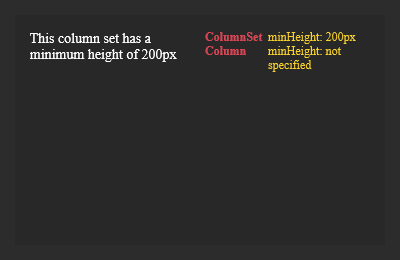 This column set has a
minimum height of 200px
ColumnSet minHeight: 200px
Column minHeight: not
specified